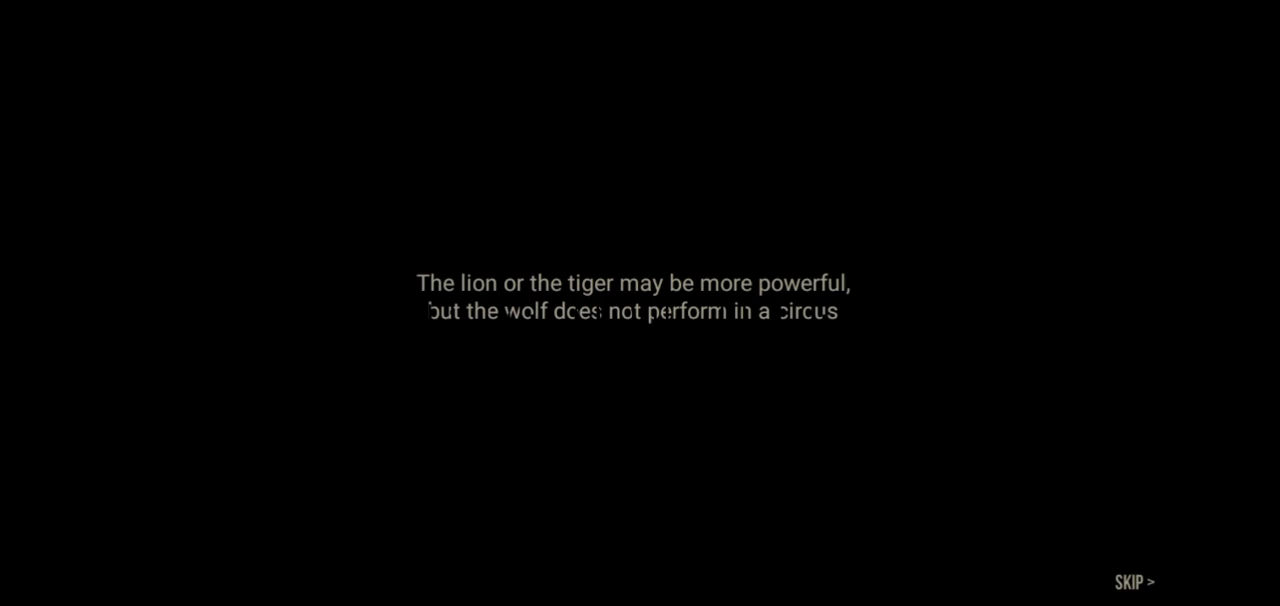 The lion or the tiger may be more powerful,
but the wolf does not perform in a circus
SKIP >